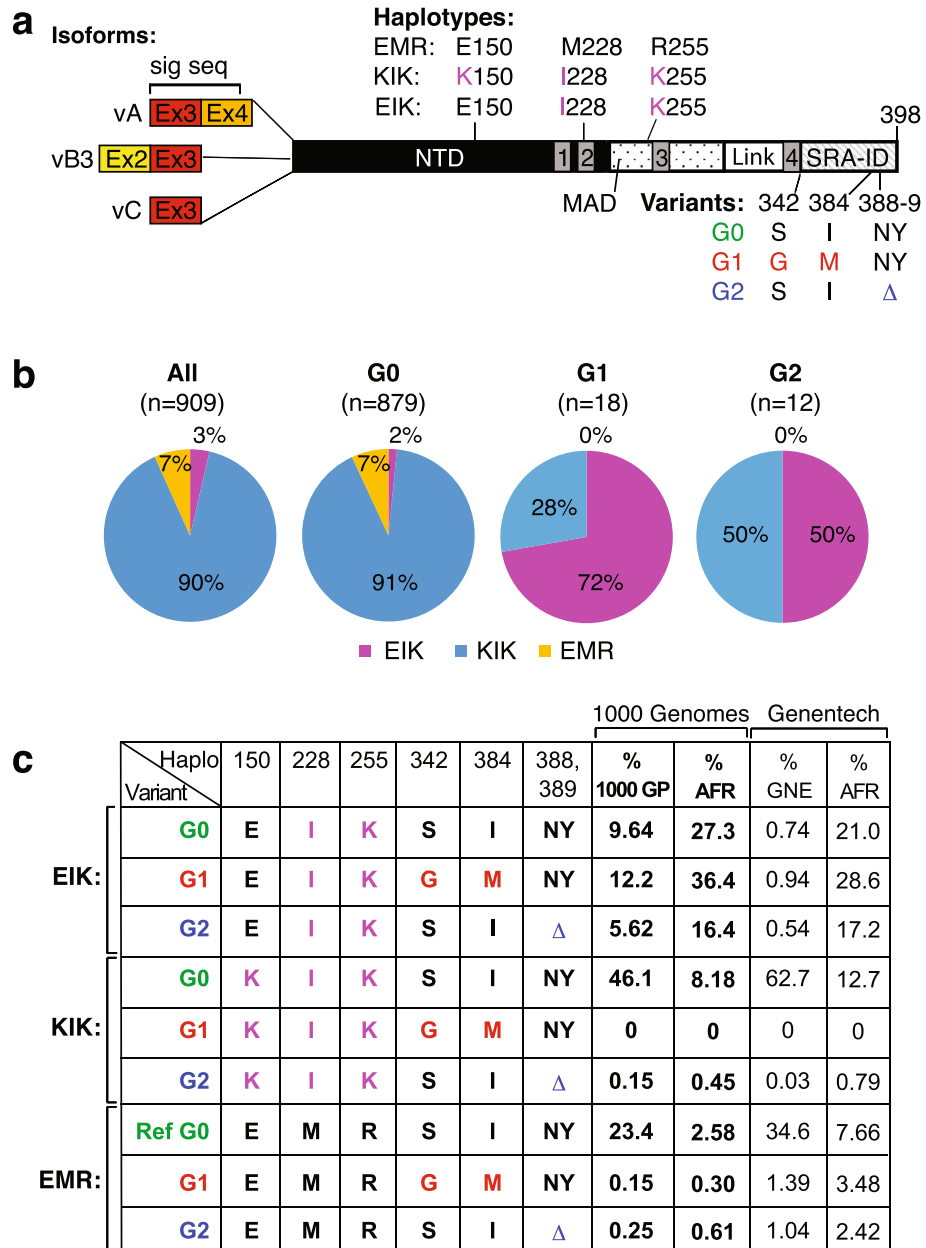 a
Isoforms:
sig seq
vA Ex3 Ex4
vB3 Ex2 Ex3
vC Ex3
Haplotypes:
EMR: E150 M228 R255
KIK: K150 I228 K255
EIK: E150 I228 K255
398
NTD 1 2 3 Link 4 SRA-ID
MAD
Variants: 342 384 388-9
G0 S I NY
G1 G M NY
G2 S I Δ
b
All G0 G1 G2
(n=909) (n=879) (n=18) (n=12)
3% 2% 0% 0%
7% 7% 28% 50% 50%
90% 91% 72%
EIK KIK EMR
c
1000 Genomes Genentech
Haplo 150 228 255 342 384 388, % % % %
Variant 389 1000 GP AFR GNE AFR
EIK:
G0 E I K S I NY 9.64 27.3 0.74 21.0
G1 E I K G M NY 12.2 36.4 0.94 28.6
G2 E I K S I Δ 5.62 16.4 0.54 17.2
KIK:
G0 K I K S I NY 46.1 8.18 62.7 12.7
G1 K I K G M NY 0 0 0 0
G2 K I K S I Δ 0.15 0.45 0.03 0.79
EMR:
Ref G0 E M R S I NY 23.4 2.58 34.6 7.66
G1 E M R G M NY 0.15 0.30 1.39 3.48
G2 E M R S I Δ 0.25 0.61 1.04 2.42